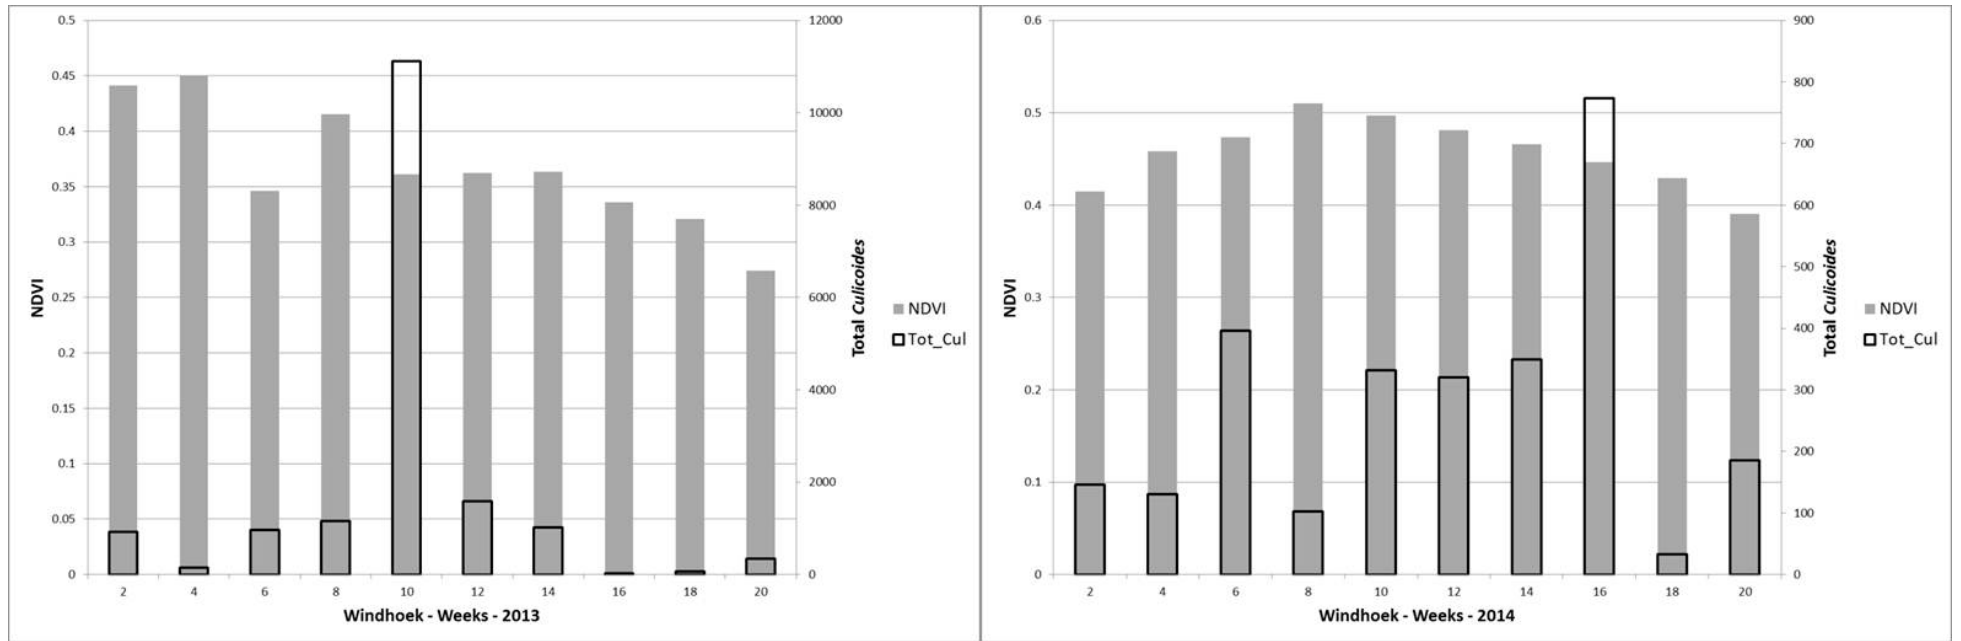 0.5
0.45
0.4
0.35
0.3
0.25
0.2
0.15
0.1
0.05
0
NDVI
12000
10000
8000
6000
4000
2000
0
Total Culicoides
NDVI
Tot_Cul
2 4 6 8 10 12 14 16 18 20
Windhoek - Weeks - 2013
0.6
0.5
0.4
0.3
0.2
0.1
0
NDVI
900
800
700
600
500
400
300
200
100
0
Total Culicoides
NDVI
Tot_Cul
2 4 6 8 10 12 14 16 18 20
Windhoek - Weeks - 2014